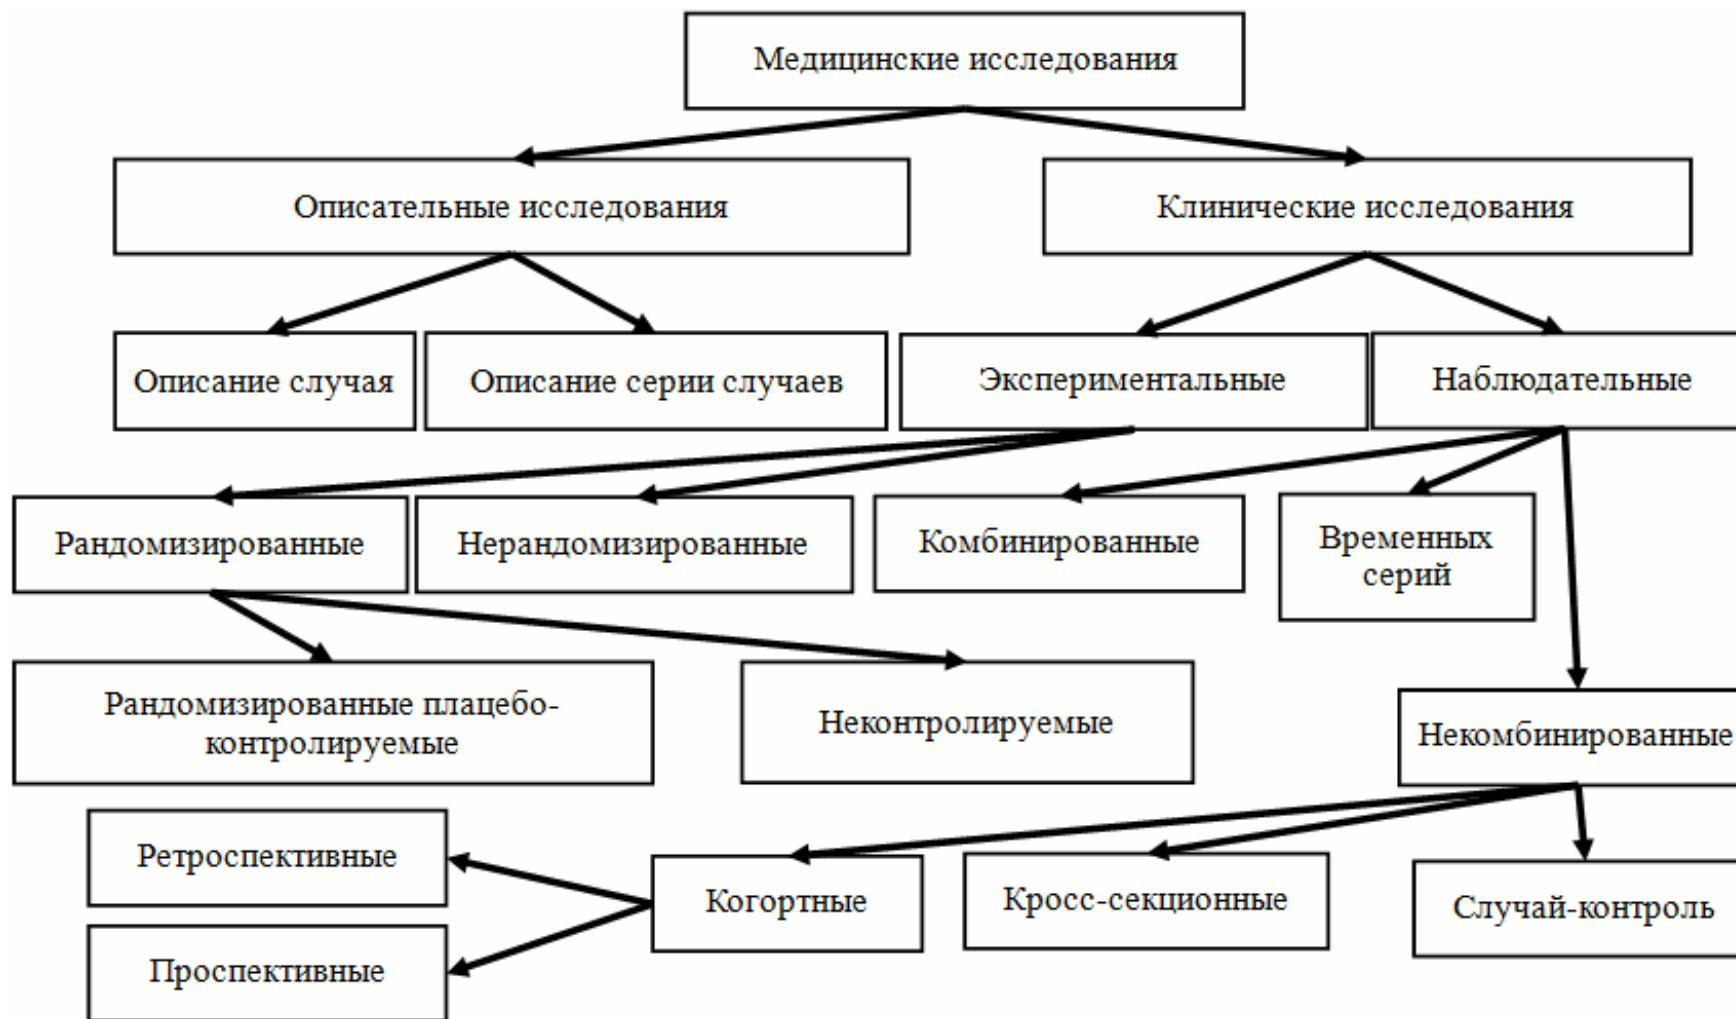 Медицинские исследования
Описательные исследования
Клинические исследования
Описание случая
Описание серии случаев
Экспериментальные
Наблюдательные
Рандомизированные
Нерандомизированные
Комбинированные
Временных
серий
Рандомизированные плацебо-
контролируемые
Неконтролируемые
Некомбинированные
Ретроспективные
Когортные
Кросс-секционные
Случай-контроль
Проспективные